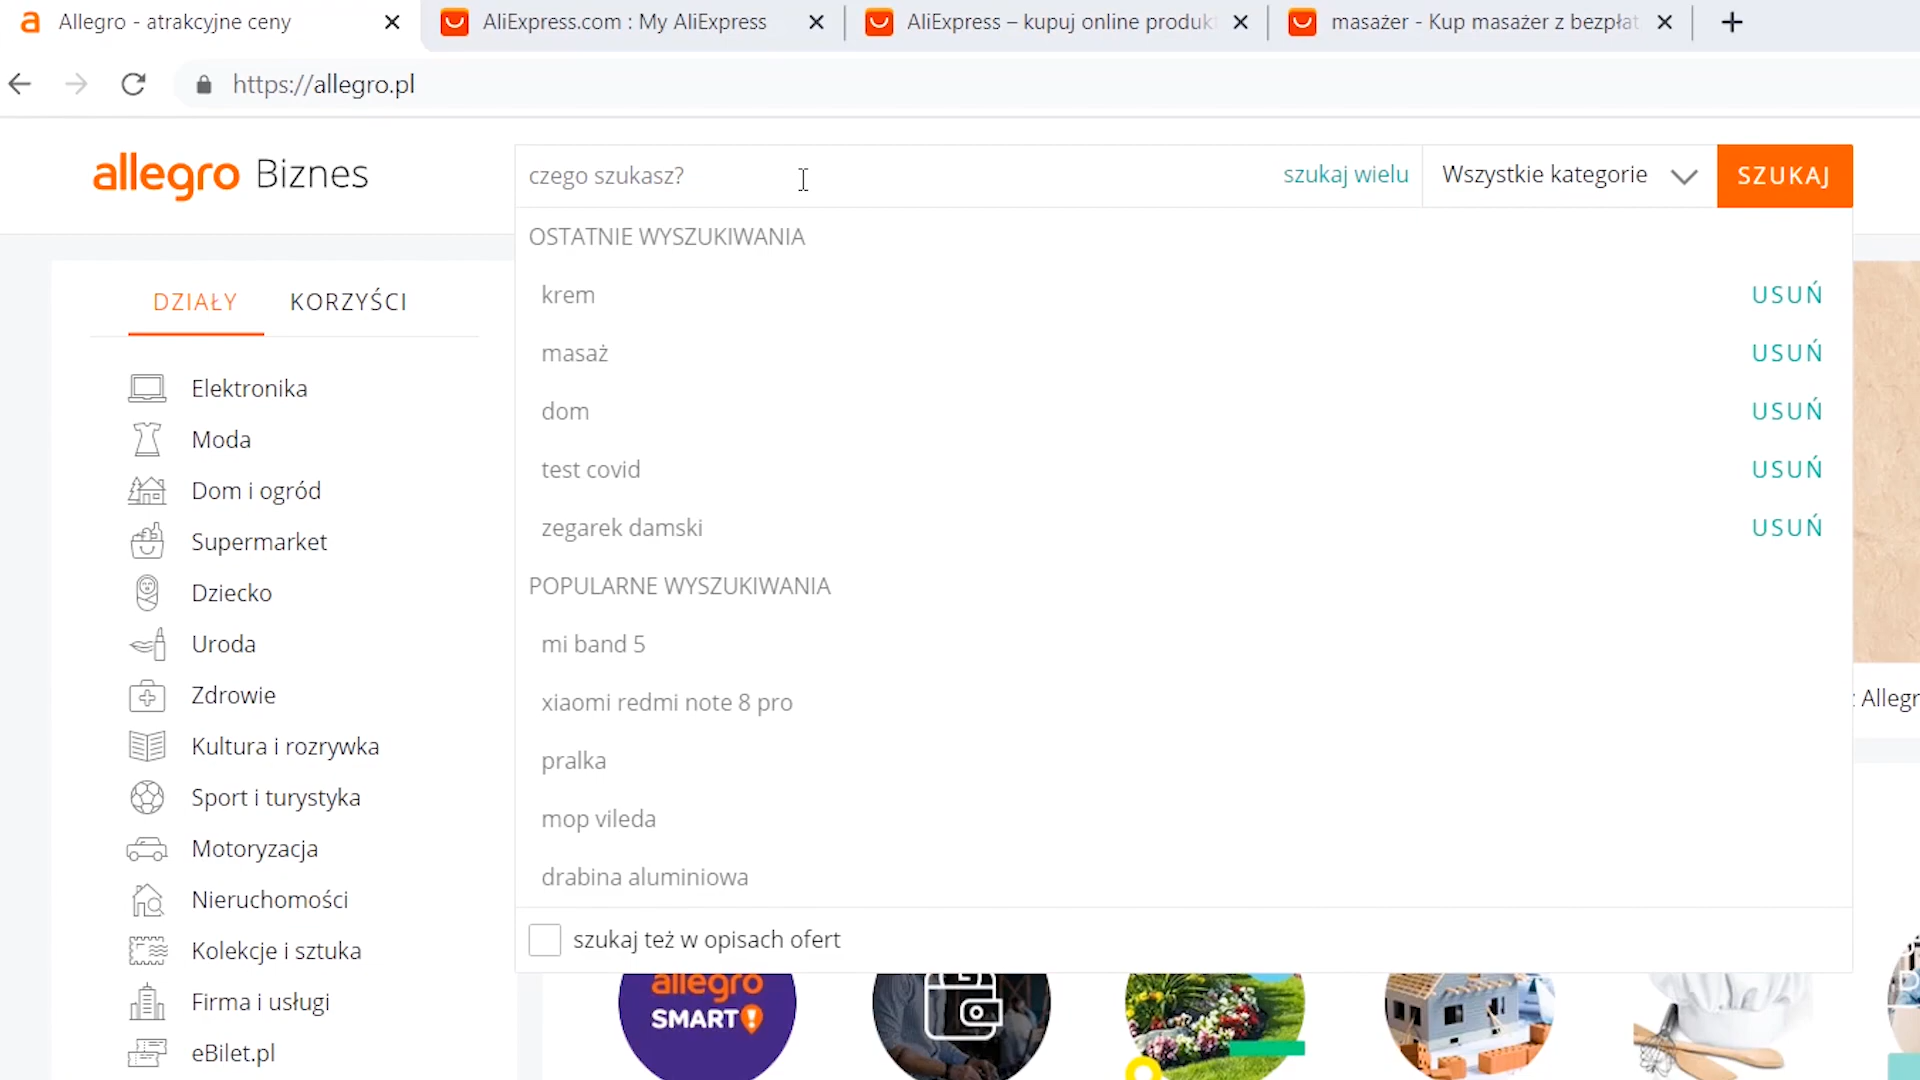 Allegro - atrakcyjne ceny
AliExpress.com : My AliExpress
AliExpress – kupuj online produk
masażer - Kup masażer z bezpłat
https://allegro.pl
allegro Biznes
czego szukasz?
szukaj wielu
Wszystkie kategorie
SZUKAJ
OSTATNIE WYSZUKIWANIA
krem
USUŃ
masaż
USUŃ
dom
USUŃ
test covid
USUŃ
zegarek damski
USUŃ
POPULARNE WYSZUKIWANIA
mi band 5
xiaomi redmi note 8 pro
pralka
mop vileda
drabina aluminiowa
szukaj też w opisach ofert
DZIAŁY
KORZYŚCI
Elektronika
Moda
Dom i ogród
Supermarket
Dziecko
Uroda
Zdrowie
Kultura i rozrywka
Sport i turystyka
Motoryzacja
Nieruchomości
Kolekcje i sztuka
Firma i usługi
eBilet.pl
z Allegr
allegro
SMART!